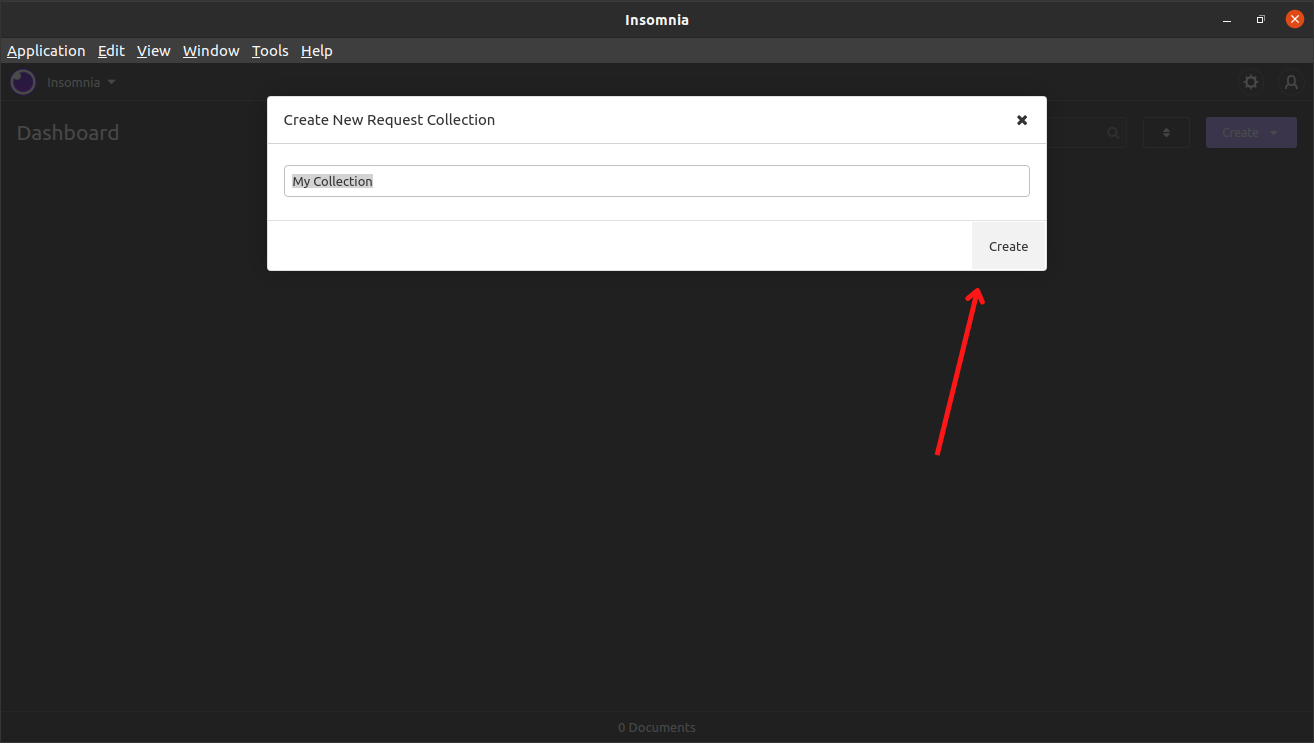 Insomnia
Application Edit View Window Tools Help
Insomnia
Dashboard
Create
Create New Request Collection
My Collection
Create
0 Documents